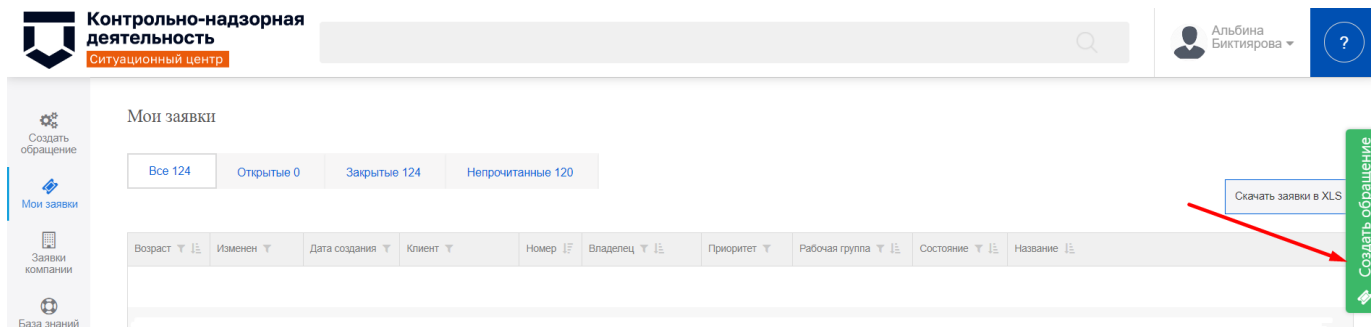 Контрольно-надзорная
деятельность
Ситуационный центр
Альбина
Биктиярова
?
Создать
обращение
Мои заявки
Заявки
компании
База знаний
Мои заявки
Все 124
Открытые 0
Закрытые 124
Непрочитанные 120
Скачать заявки в XLS
Возраст
Изменен
Дата создания
Клиент
Номер
Владелец
Приоритет
Рабочая группа
Состояние
Название
Создать обращение